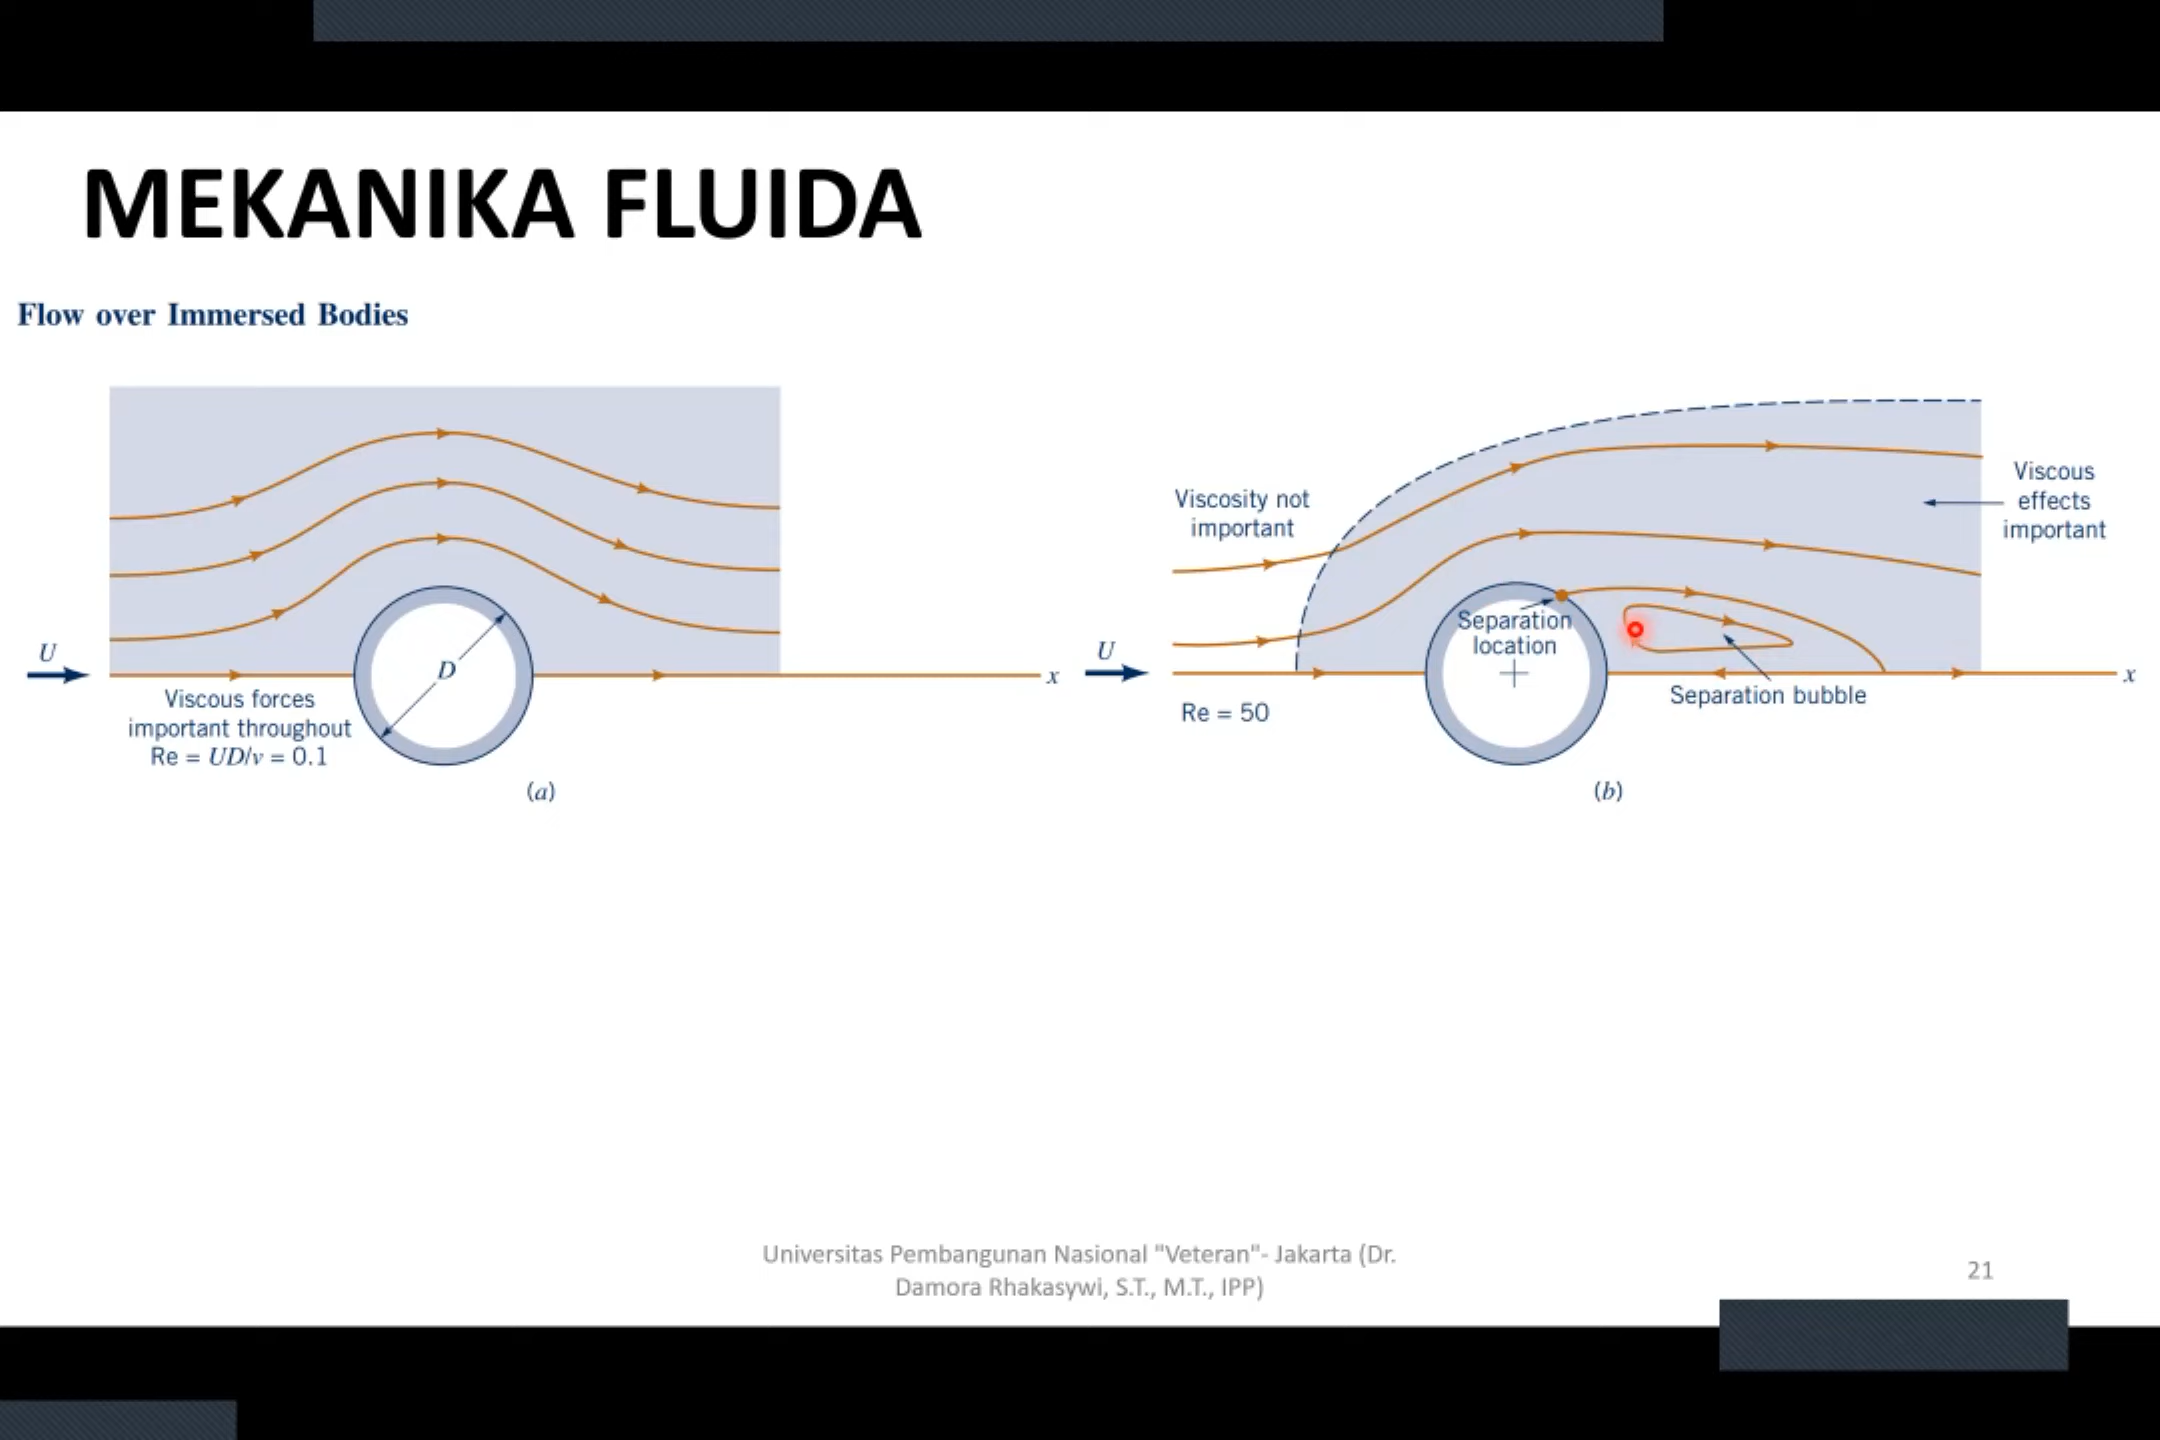 MEKANIKA FLUIDA
Flow over Immersed Bodies
U
D
x
Viscous forces
important throughout
Re = UD/ν = 0.1
(a)
Viscosity not
important
Viscous
effects
important
Separation
location
U
x
Separation bubble
Re = 50
(b)
Universitas Pembangunan Nasional "Veteran"- Jakarta (Dr.
Damora Rhakasywi, S.T., M.T., IPP)
21